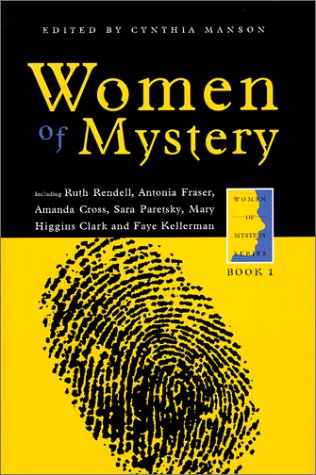 EDITED BY CYNTHIA MANSON
Women
of Mystery
including Ruth Rendell, Antonia Fraser,
Amanda Cross, Sara Paretsky, Mary
Higgins Clark and Faye Kellerman
WOMEN
OF
MYSTERY
SERIES
BOOK 1